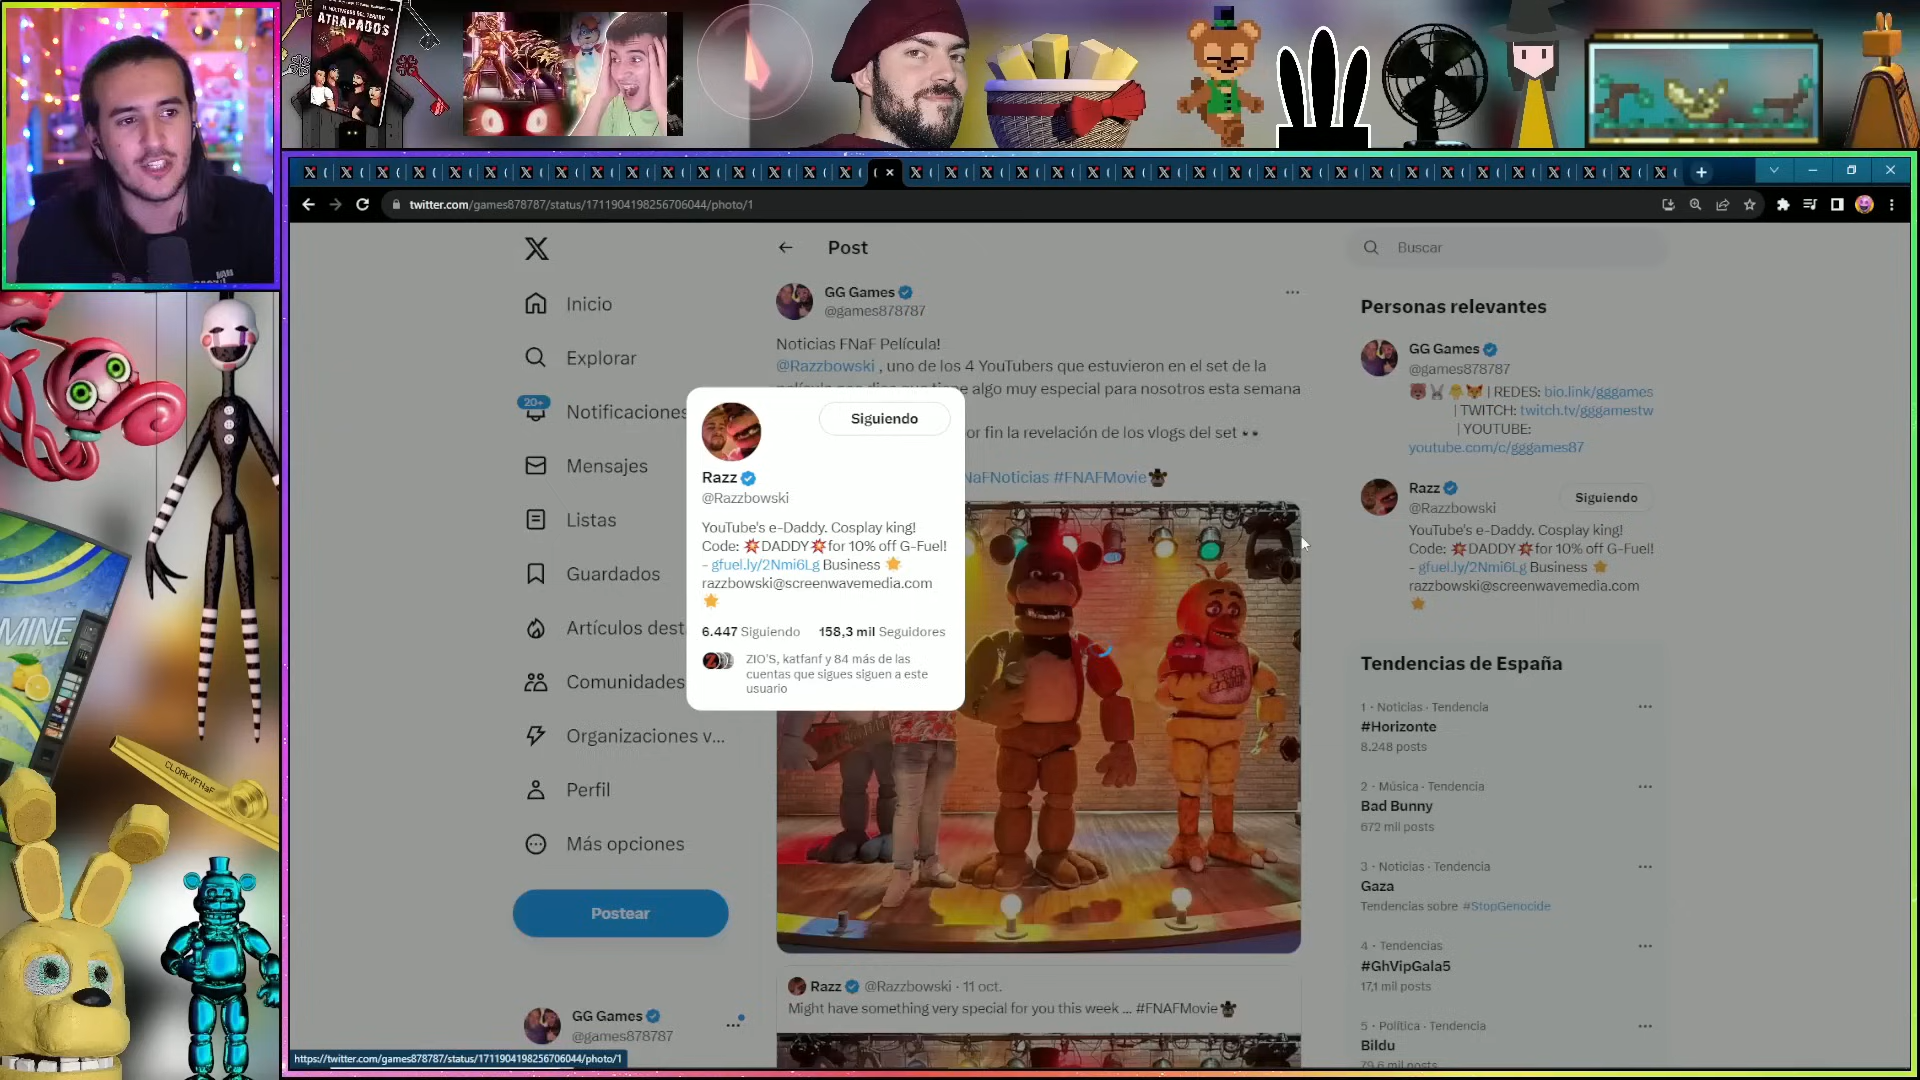 ATRAPADOS
twitter.com/games878787/status/1711904198256706044/photo/1
Inicio
Explorar
20+
Notificaciones
Mensajes
Listas
Guardados
Artículos dest
Comunidades
Organizaciones v...
Perfil
Más opciones
Postear
GG Games
@games878787
https://twitter.com/games878787/status/1711904198256706044/photo/1
Post
GG Games
@games878787
Noticias FNaF Película!
@Razzbowski , uno de los 4 YouTubers que estuvieron en el set de la
algo muy especial para nosotros esta semana
or fin la revelación de los vlogs del set 👀
NaFNoticias #FNAFMovie
Siguiendo
Razz
@Razzbowski
YouTube's e-Daddy. Cosplay king!
Code: 💥DADDY💥for 10% off G-Fuel!
- gfuel.ly/2Nmi6Lg Business ⭐
razzbowski@screenwavemedia.com
⭐
6.447 Siguiendo 158,3 mil Seguidores
ZIO'S, katfanf y 84 más de las
cuentas que sigues siguen a este
usuario
Razz @Razzbowski · 11 oct.
Might have something very special for you this week ... #FNAFMovie
Buscar
Personas relevantes
GG Games
@games878787
🐻🐰🐥🦊 | REDES: bio.link/gggames
| TWITCH: twitch.tv/gggamestw
| YOUTUBE:
youtube.com/c/gggames87
Razz
Siguiendo
@Razzbowski
YouTube's e-Daddy. Cosplay king!
Code: 💥DADDY💥for 10% off G-Fuel!
- gfuel.ly/2Nmi6Lg Business ⭐
razzbowski@screenwavemedia.com
⭐
Tendencias de España
1 · Noticias · Tendencia
#Horizonte
8.248 posts
2 · Música · Tendencia
Bad Bunny
672 mil posts
3 · Noticias · Tendencia
Gaza
Tendencias sobre #StopGenocide
4 · Tendencias
#GhVipGala5
17,1 mil posts
5 · Política · Tendencia
Bildu
79,6 mil posts
MINE
CLOAK//FNaF